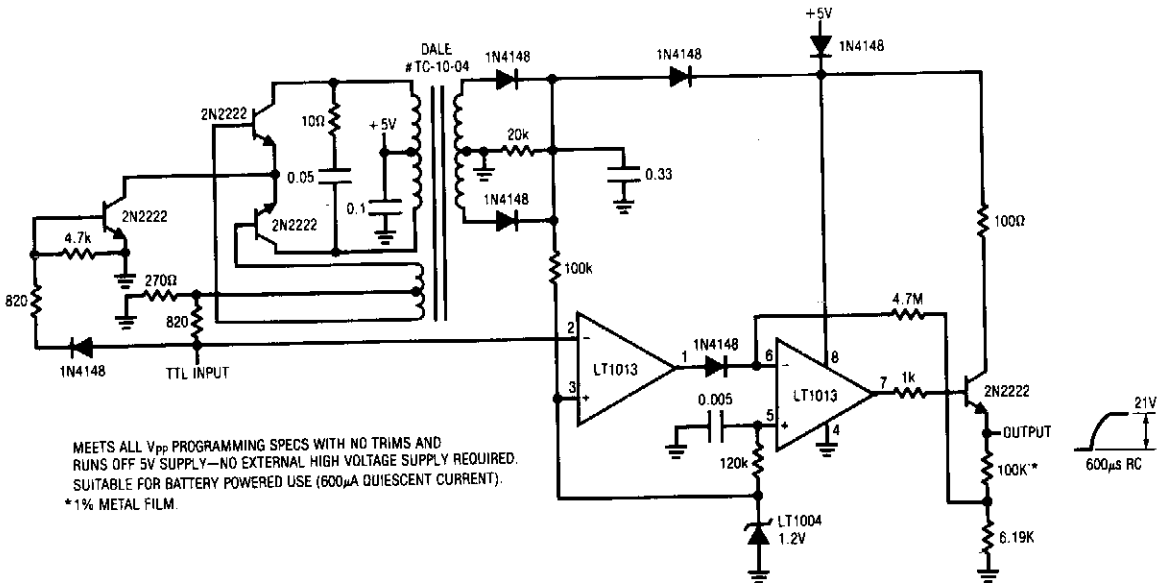 +5V
1N4148
DALE
#TC-10-04
1N4148
1N4148
2N2222
10Ω
+5V
20k
0.05
0.33
2N2222
0.1
2N2222
1N4148
4.7k
100Ω
100k
270Ω
820
820
4.7M
2
1N4148
6
8
1N4148
TTL INPUT
LT1013
1
LT1013
7
1k
2N2222
3
0.005
5
4
OUTPUT
21V
120k
100K*
600µs RC
MEETS ALL Vpp PROGRAMMING SPECS WITH NO TRIMS AND
RUNS OFF 5V SUPPLY—NO EXTERNAL HIGH VOLTAGE SUPPLY REQUIRED.
SUITABLE FOR BATTERY POWERED USE (600µA QUIESCENT CURRENT).
*1% METAL FILM.
LT1004
1.2V
6.19K